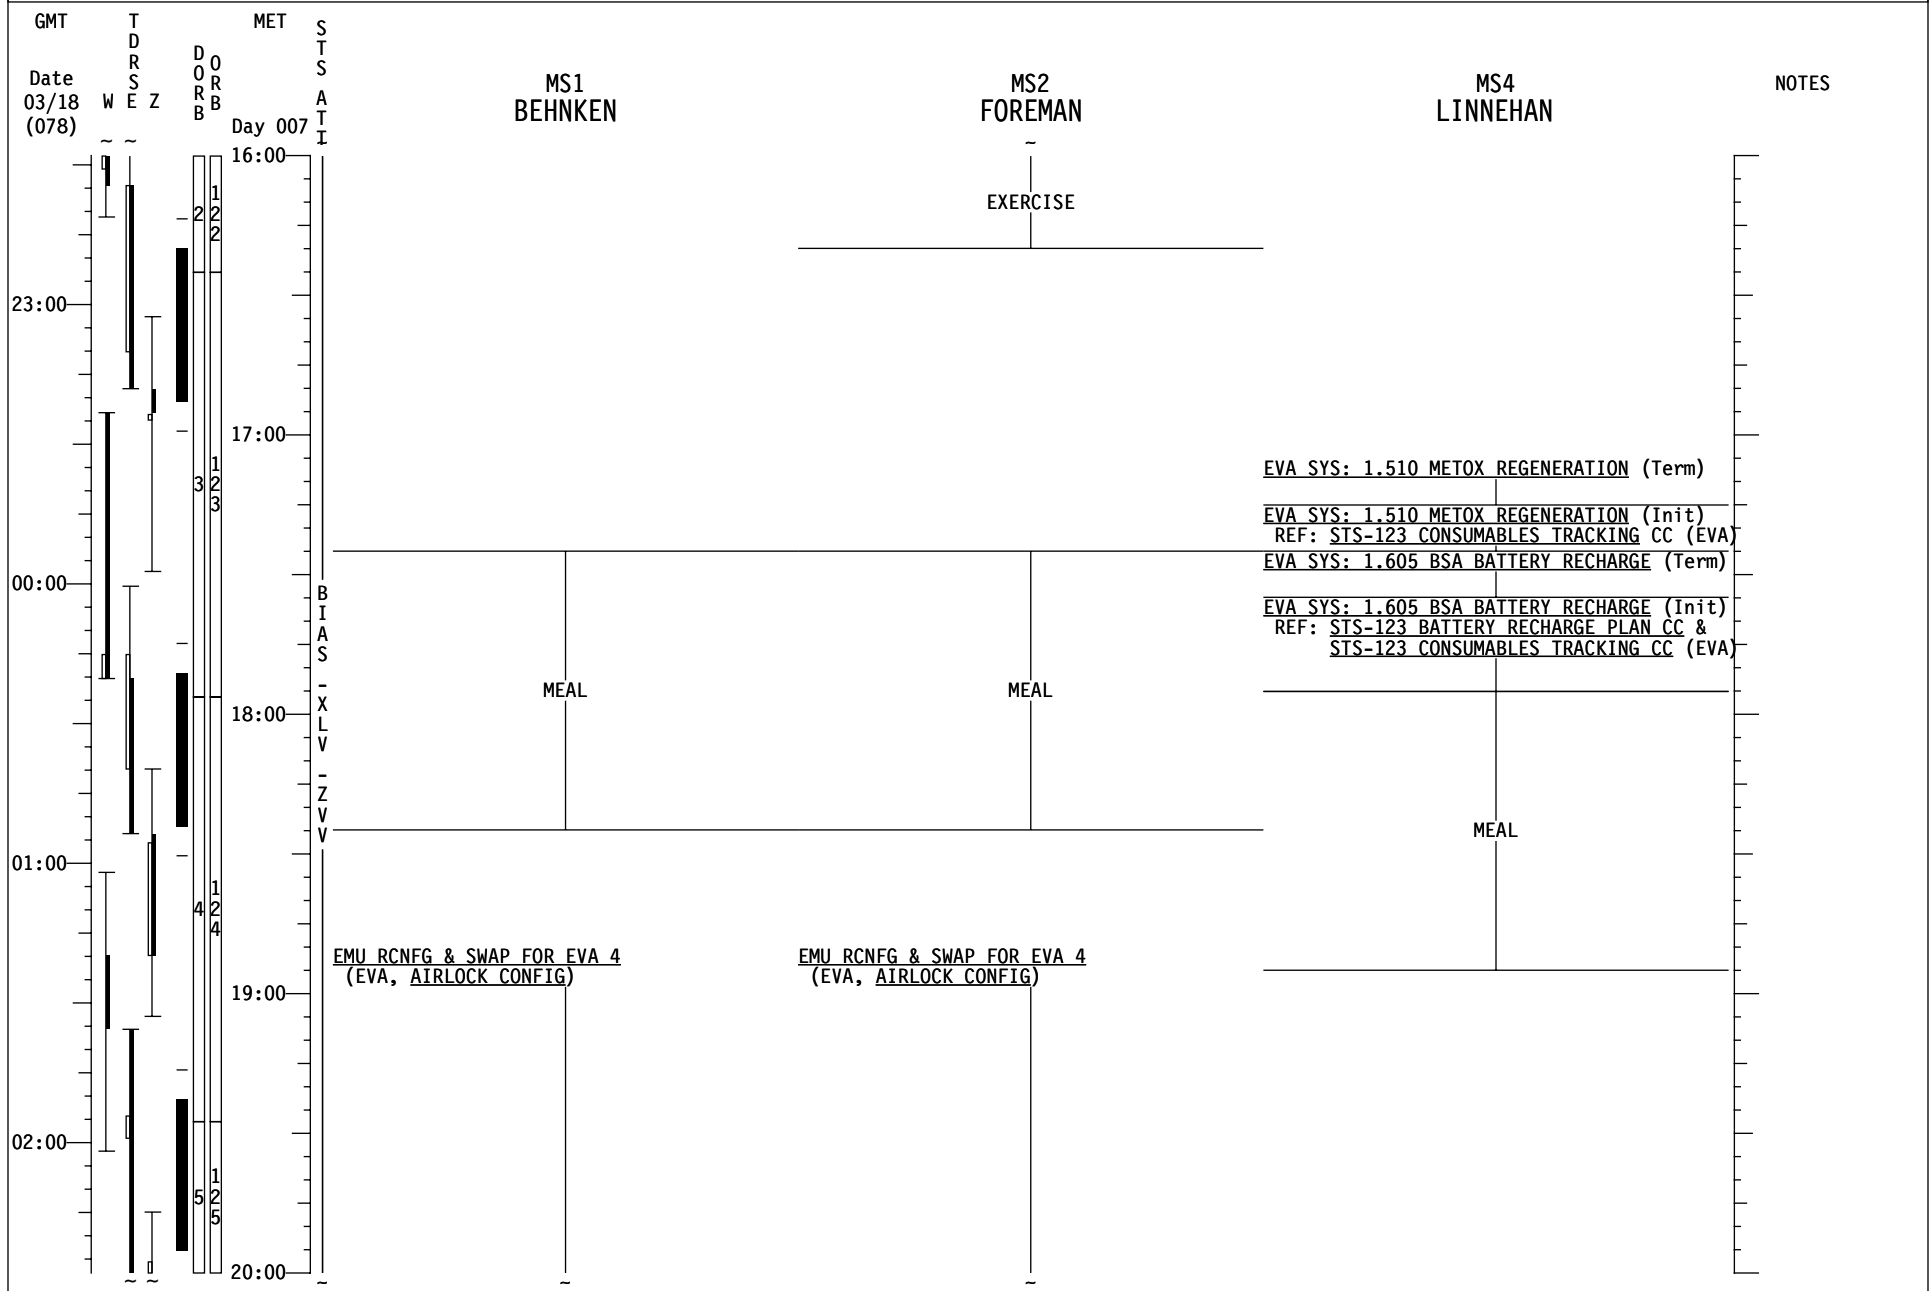 GMT
TDRSE
MET
STS ATT
DORB
ORB
Date
03/18
(078)
W E Z
Day 007
MS1
BEHNKEN
MS2
FOREMAN
MS4
LINNEHAN
NOTES
~ ~
~
16:00
EXERCISE
2
122
23:00
17:00
3
123
EVA SYS: 1.510 METOX REGENERATION (Term)
EVA SYS: 1.510 METOX REGENERATION (Init)
REF: STS-123 CONSUMABLES TRACKING CC (EVA)
EVA SYS: 1.605 BSA BATTERY RECHARGE (Term)
00:00
EVA SYS: 1.605 BSA BATTERY RECHARGE (Init)
REF: STS-123 BATTERY RECHARGE PLAN CC &
STS-123 CONSUMABLES TRACKING CC (EVA)
BIAS -XLV -ZVV
MEAL
MEAL
18:00
MEAL
01:00
4
124
EMU RCNFG & SWAP FOR EVA 4
(EVA, AIRLOCK CONFIG)
EMU RCNFG & SWAP FOR EVA 4
(EVA, AIRLOCK CONFIG)
19:00
02:00
5
125
20:00
~ ~ ~ ~ ~